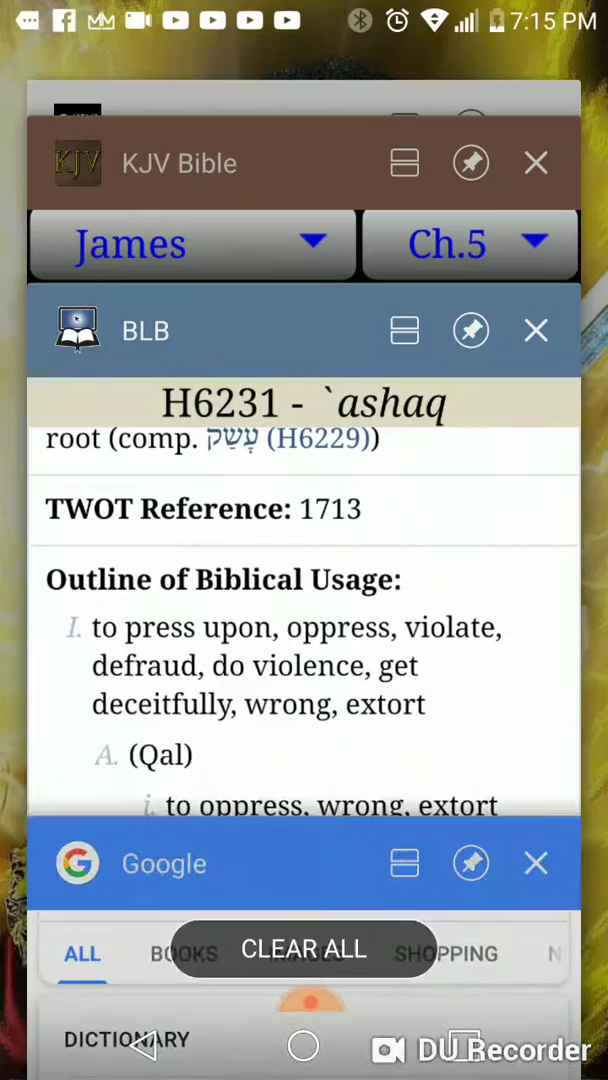 7:15 PM
KJV Bible
James
Ch.5
BLB
H6231 - `ashaq
root (comp. עָשַׂק (H6229))
TWOT Reference: 1713
Outline of Biblical Usage:
I. to press upon, oppress, violate,
defraud, do violence, get
deceitfully, wrong, extort
A. (Qal)
i. to oppress, wrong, extort
Google
ALL BOOKS SHOPPING N
CLEAR ALL
DICTIONARY
DU Recorder